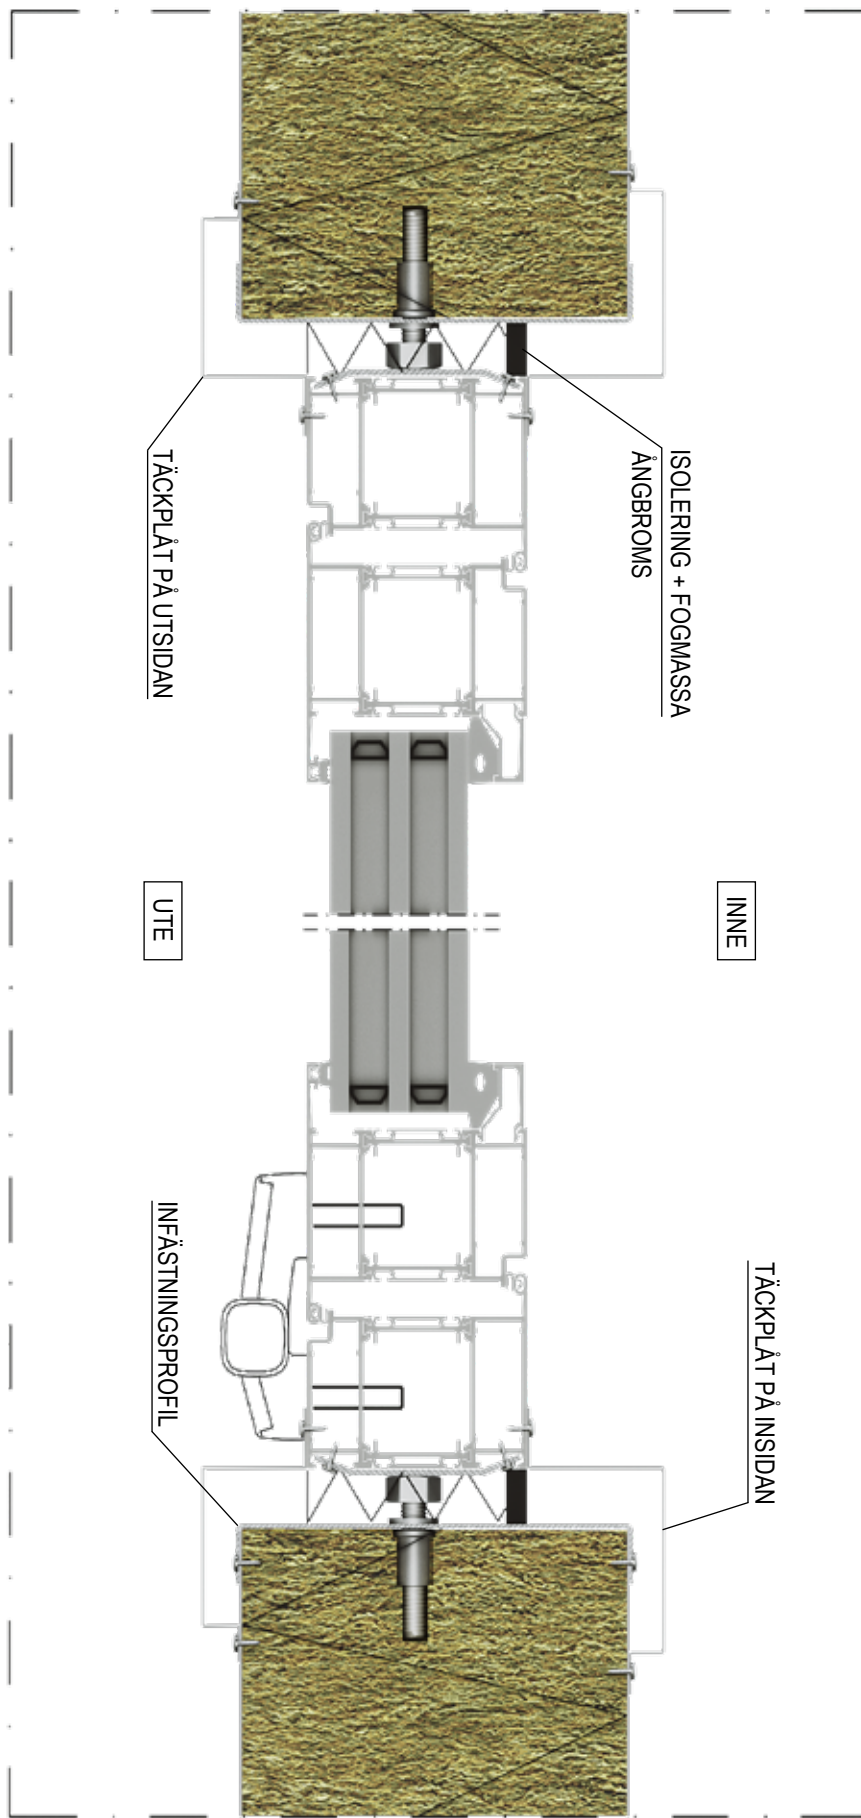 ISOLERING + FOGMASSA
ÅNGBROMS
INNE
TÄCKPLÅT PÅ INSIDAN
TÄCKPLÅT PÅ UTSIDAN
UTE
INFÄSTNINGSPROFIL